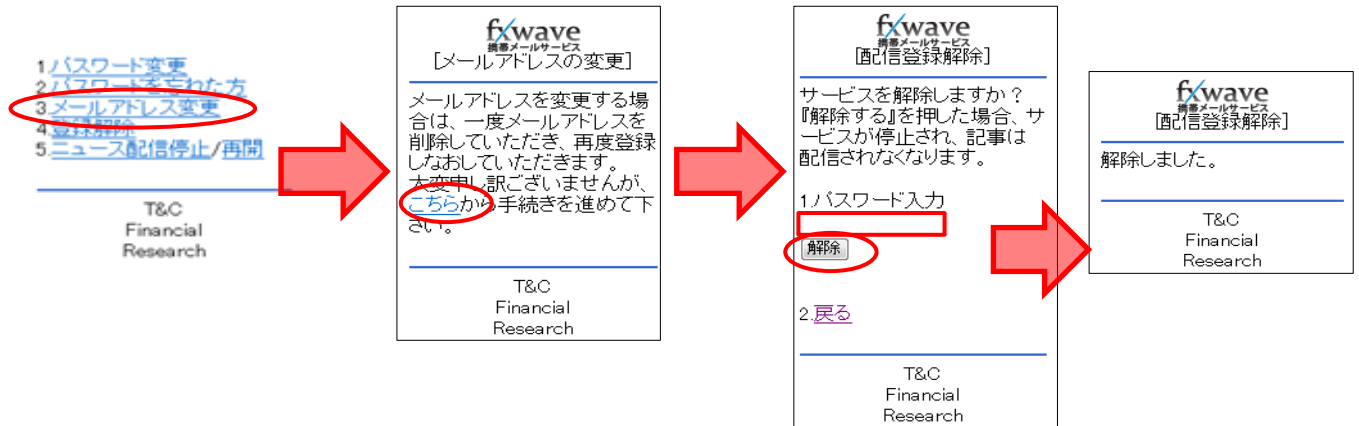 1.パスワード変更
2.パスワードを忘れた方
3.メールアドレス変更
4.登録解除
5.ニュース配信停止/再開
T&C
Financial
Research
fxwave
携帯メールサービス
[メールアドレスの変更]
メールアドレスを変更する場
合は、一度メールアドレスを
削除していただき、再度登録
しなおしていただきます。
大変申し訳ございませんが、
こちらから手続きを進めて下
さい。
T&C
Financial
Research
fxwave
携帯メールサービス
[配信登録解除]
サービスを解除しますか？
『解除する』を押した場合、サ
ービスが停止され、記事は
配信されなくなります。
1.パスワード入力
解除
2.戻る
T&C
Financial
Research
fxwave
携帯メールサービス
[配信登録解除]
解除しました。
T&C
Financial
Research